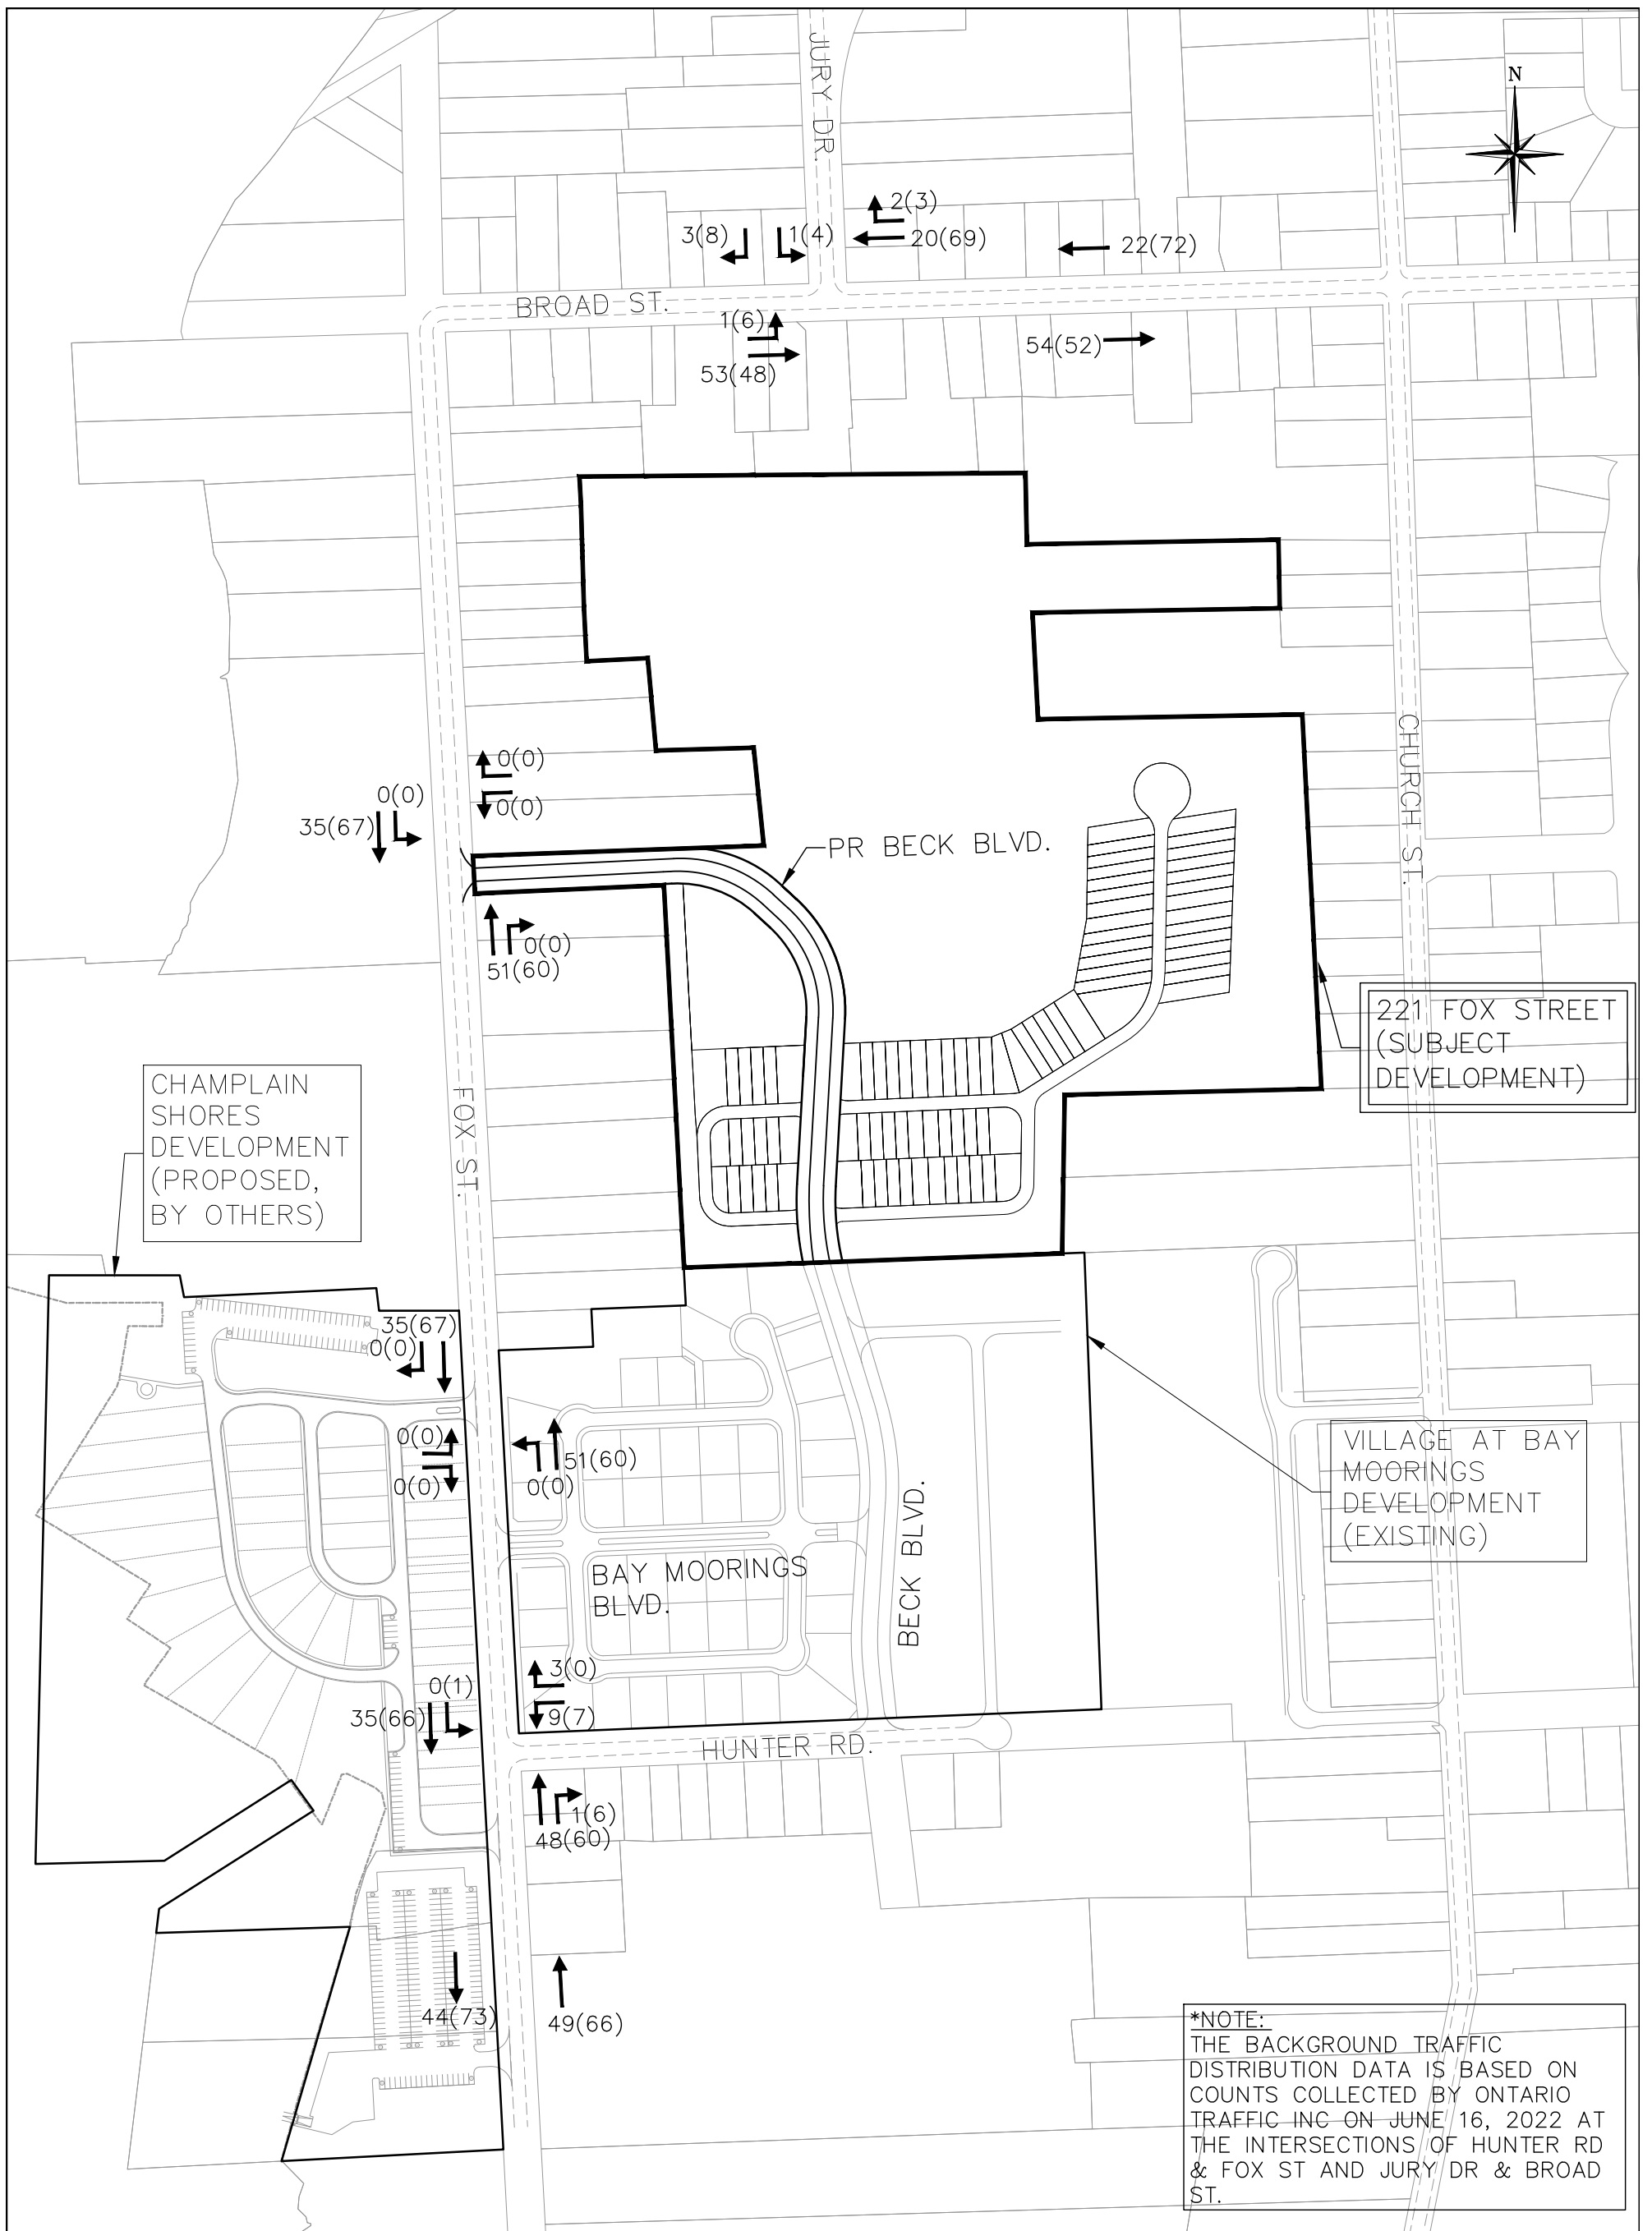 JURY DR.
N
2(3)
3(8)
1(4)
20(69)
22(72)
BROAD ST.
1(6)
54(52)
53(48)
CHURCH ST.
0(0)
0(0)
0(0)
35(67)
PR BECK BLVD.
0(0)
51(60)
221 FOX STREET
(SUBJECT
DEVELOPMENT)
CHAMPLAIN
SHORES
DEVELOPMENT
(PROPOSED,
BY OTHERS)
FOX ST.
35(67)
0(0)
0(0)
0(0)
51(60)
0(0)
VILLAGE AT BAY
MOORINGS
DEVELOPMENT
(EXISTING)
BECK BLVD.
BAY MOORINGS
BLVD.
3(0)
0(1)
35(66)
9(7)
HUNTER RD.
1(6)
48(60)
44(73)
49(66)
*NOTE:
THE BACKGROUND TRAFFIC
DISTRIBUTION DATA IS BASED ON
COUNTS COLLECTED BY ONTARIO
TRAFFIC INC ON JUNE 16, 2022 AT
THE INTERSECTIONS OF HUNTER RD
& FOX ST AND JURY DR & BROAD
ST.